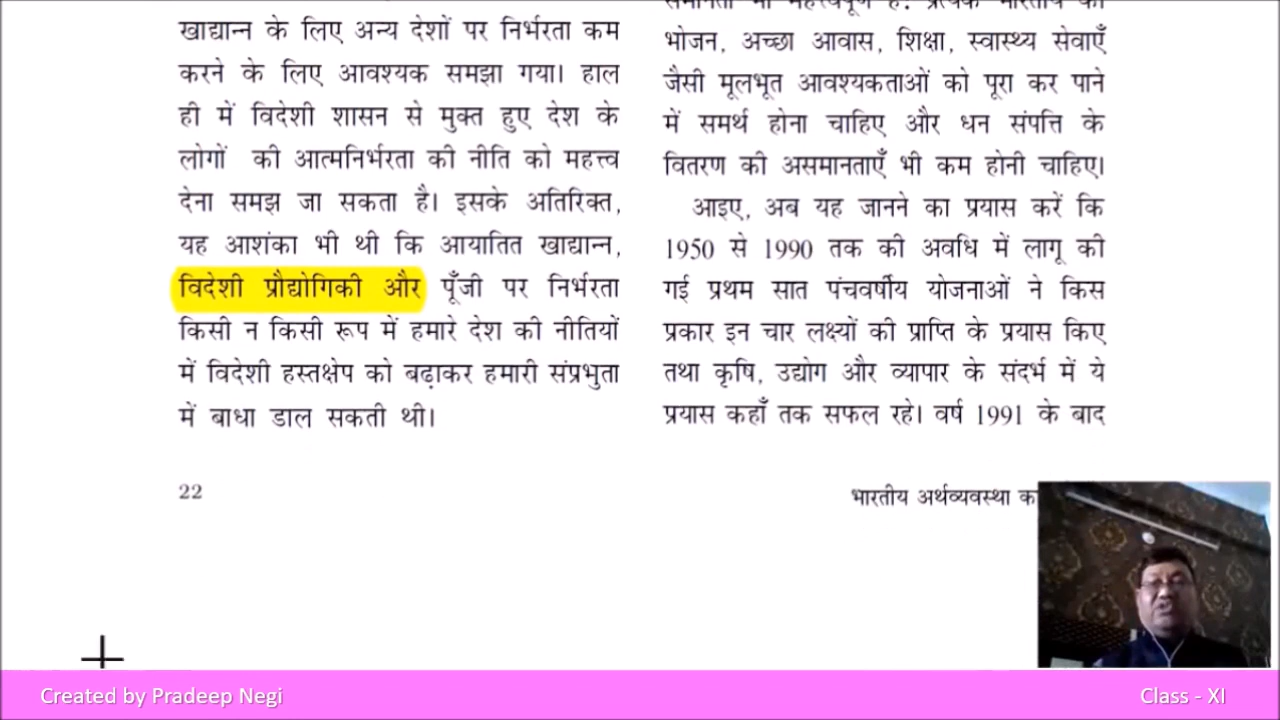 खाद्यान्न के लिए अन्य देशों पर निर्भरता कम
करने के लिए आवश्यक समझा गया। हाल
ही में विदेशी शासन से मुक्त हुए देश के
लोगों की आत्मनिर्भरता की नीति को महत्त्व
देना समझ जा सकता है। इसके अतिरिक्त,
यह आशंका भी थी कि आयातित खाद्यान्न,
विदेशी प्रौद्योगिकी और पूँजी पर निर्भरता
किसी न किसी रूप में हमारे देश की नीतियों
में विदेशी हस्तक्षेप को बढ़ाकर हमारी संप्रभुता
में बाधा डाल सकती थी।
भोजन, अच्छा आवास, शिक्षा, स्वास्थ्य सेवाएँ
जैसी मूलभूत आवश्यकताओं को पूरा कर पाने
में समर्थ होना चाहिए और धन संपत्ति के
वितरण की असमानताएँ भी कम होनी चाहिए।
आइए, अब यह जानने का प्रयास करें कि
1950 से 1990 तक की अवधि में लागू की
गई प्रथम सात पंचवर्षीय योजनाओं ने किस
प्रकार इन चार लक्ष्यों की प्राप्ति के प्रयास किए
तथा कृषि, उद्योग और व्यापार के संदर्भ में ये
प्रयास कहाँ तक सफल रहे। वर्ष 1991 के बाद
22
भारतीय अर्थव्यवस्था का
Created by Pradeep Negi
Class - XI